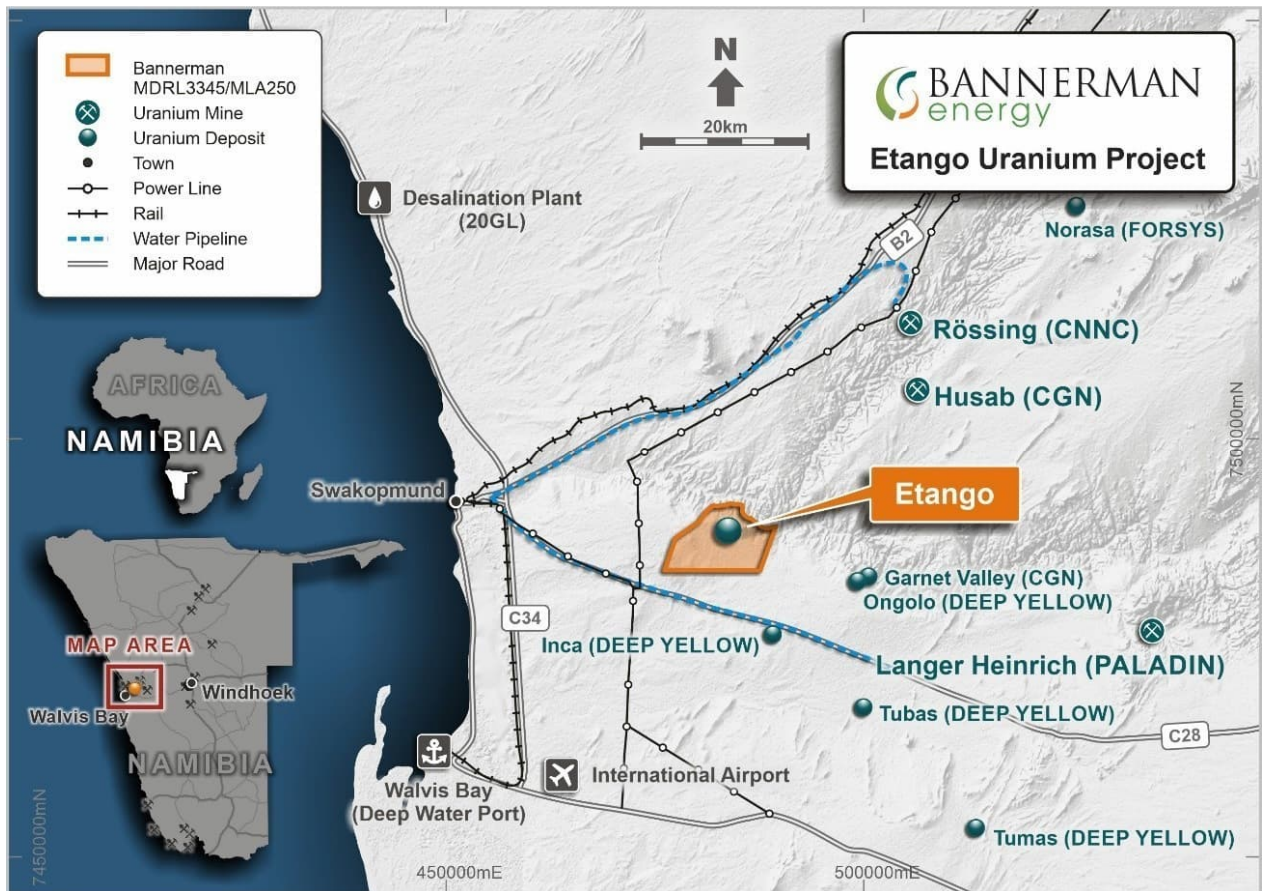 Bannerman
MDRL3345/MLA250
Uranium Mine
Uranium Deposit
Town
Power Line
Rail
Water Pipeline
Major Road
N
20km
BANNERMAN
energy
Etango Uranium Project
Desalination Plant
(20GL)
B2
Norasa (FORSYS)
Rössing (CNNC)
Husab (CGN)
AFRICA
NAMIBIA
7500000mN
Swakopmund
Etango
Garnet Valley (CGN)
Ongolo (DEEP YELLOW)
C34
Inca (DEEP YELLOW)
Langer Heinrich (PALADIN)
MAP AREA
Windhoek
Walvis Bay
NAMIBIA
Tubas (DEEP YELLOW)
C28
Walvis Bay
(Deep Water Port)
International Airport
Tumas (DEEP YELLOW)
7450000mN
450000mE
500000mE